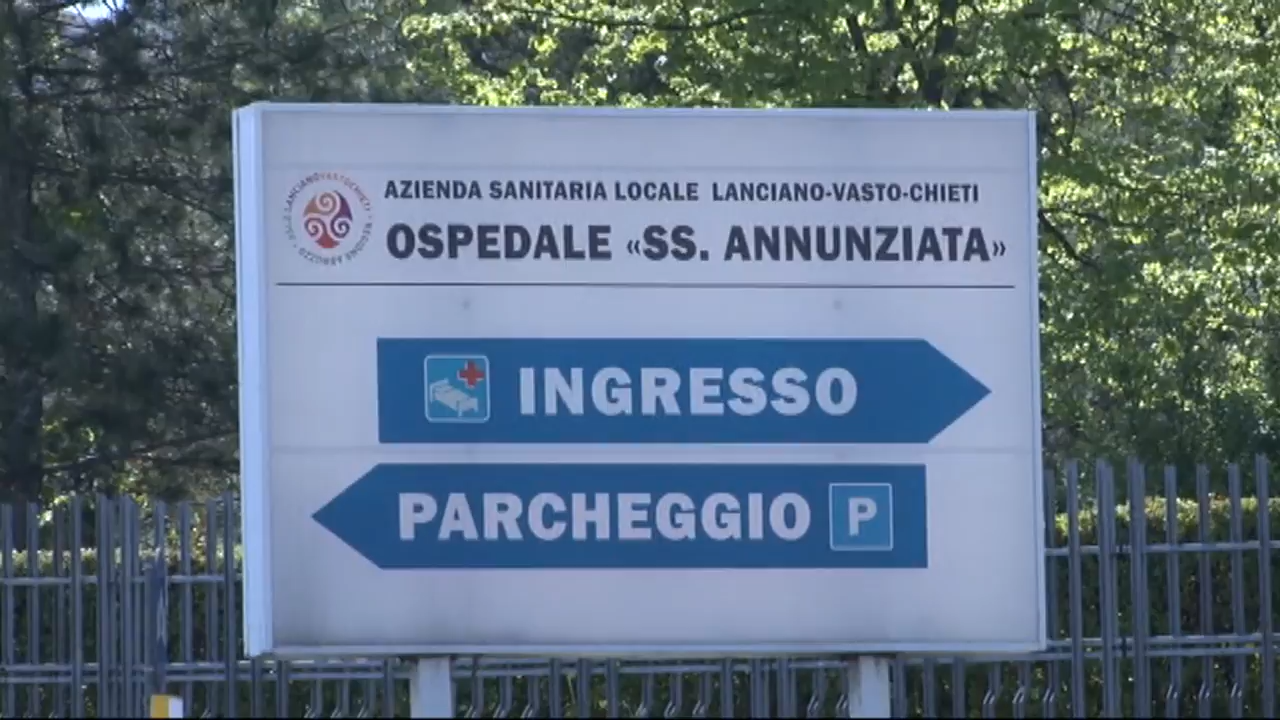 AZIENDA SANITARIA LOCALE LANCIANO-VASTO-CHIETI
OSPEDALE «SS. ANNUNZIATA»
INGRESSO
PARCHEGGIO P